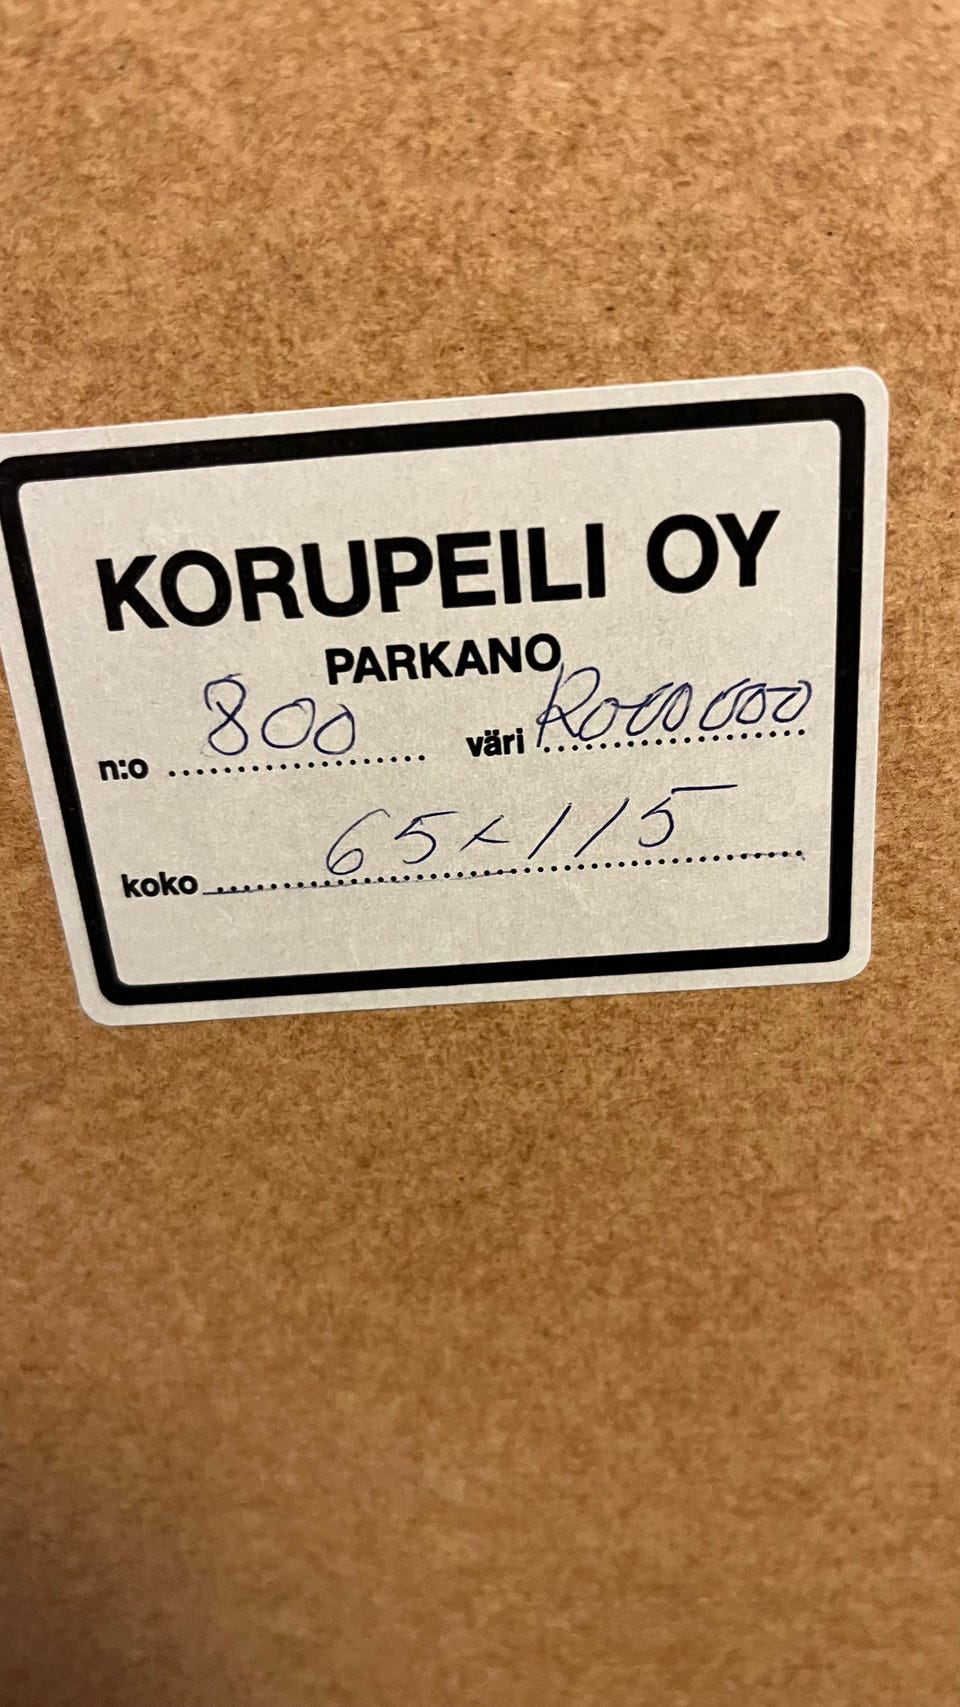 KORUPEILI OY
PARKANO
n:o 800 väri
koko 65x115